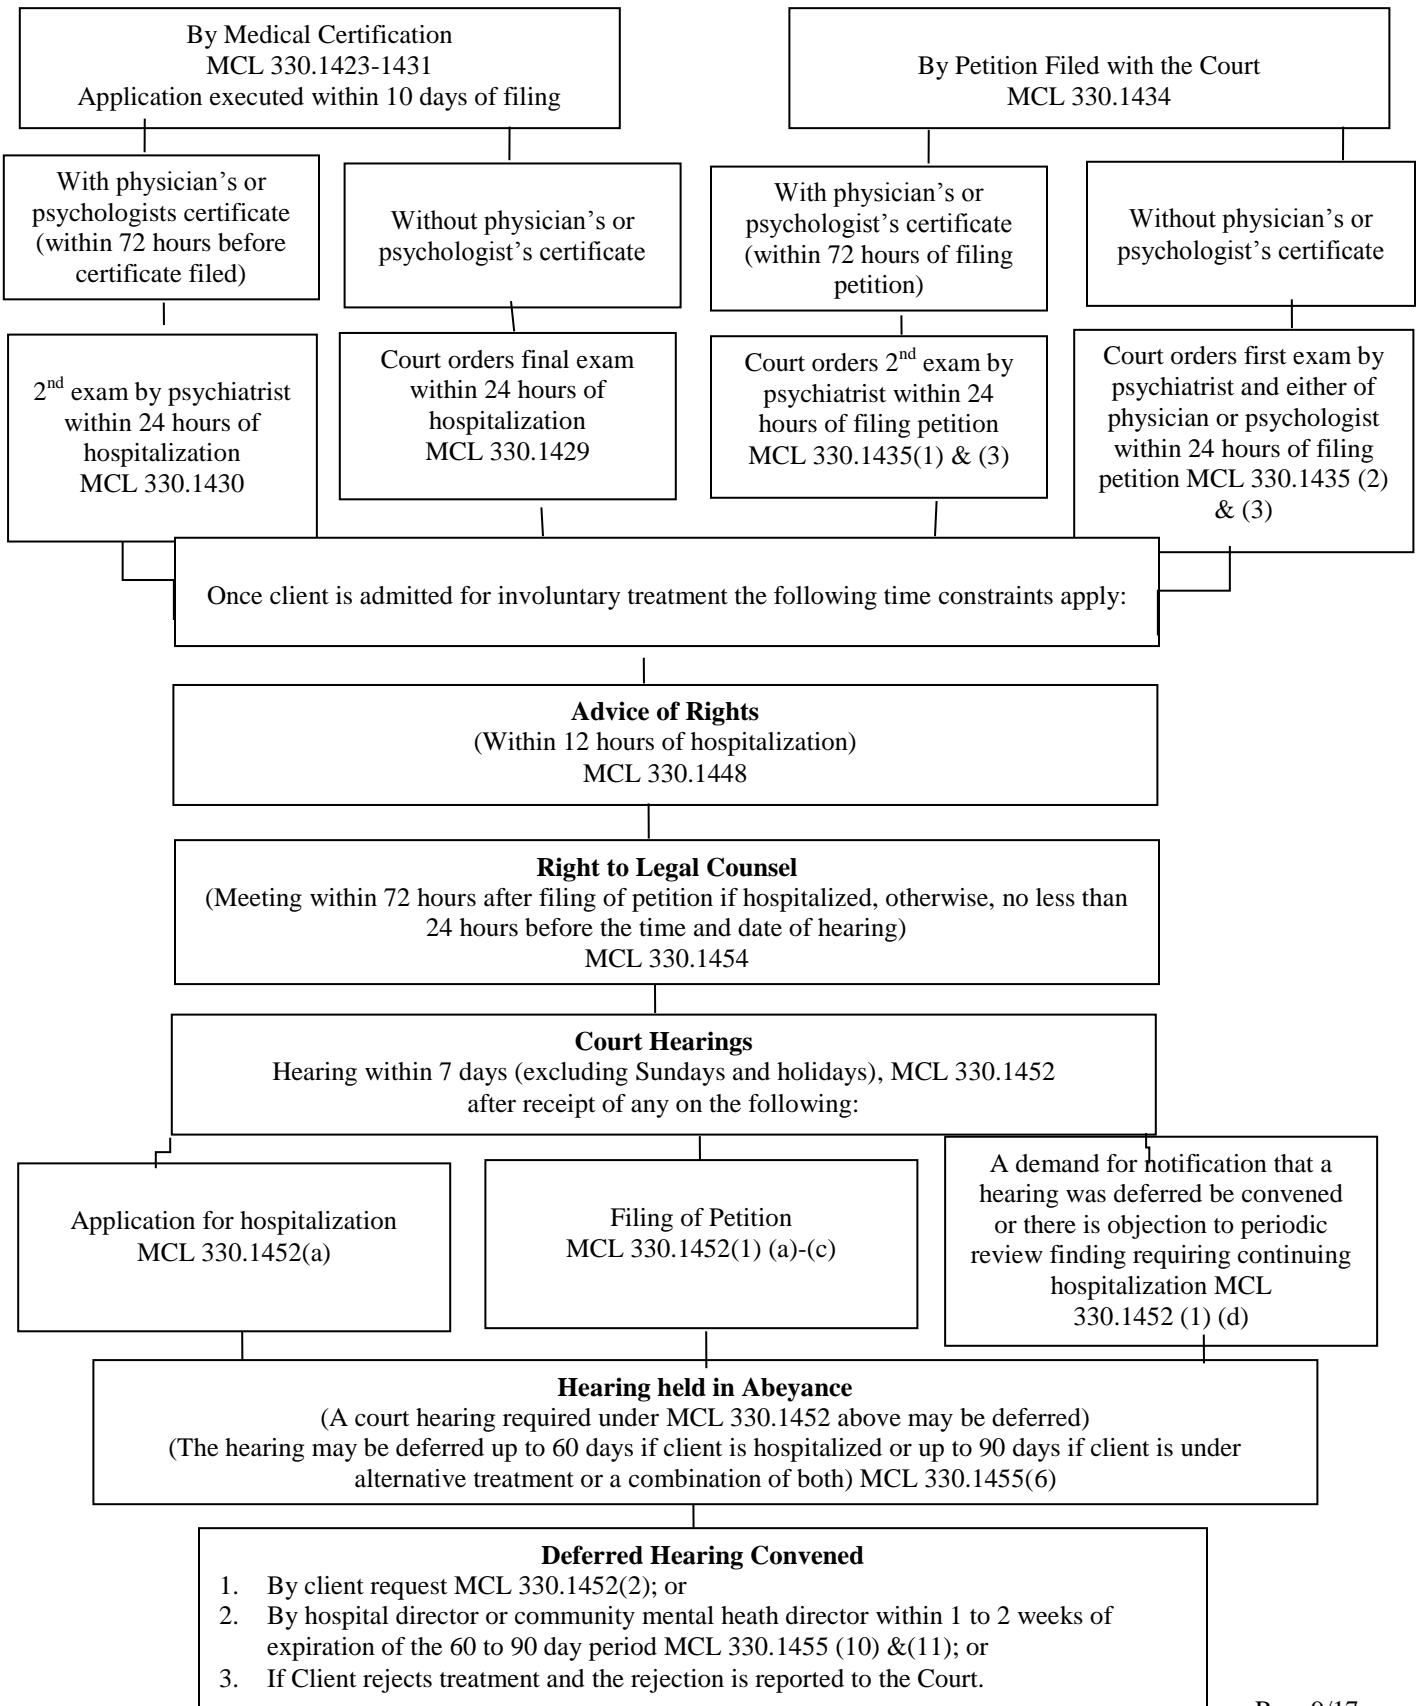 By Medical Certification
MCL 330.1423-1431
Application executed within 10 days of filing
By Petition Filed with the Court
MCL 330.1434
With physician's or
psychologists certificate
(within 72 hours before
certificate filed)
Without physician's or
psychologist's certificate
With physician's or
psychologist's certificate
(within 72 hours of filing
petition)
Without physician's or
psychologist's certificate
2nd exam by psychiatrist
within 24 hours of
hospitalization
MCL 330.1430
Court orders final exam
within 24 hours of
hospitalization
MCL 330.1429
Court orders 2nd exam by
psychiatrist within 24
hours of filing petition
MCL 330.1435(1) & (3)
Court orders first exam by
psychiatrist and either of
physician or psychologist
within 24 hours of filing
petition MCL 330.1435 (2)
& (3)
Once client is admitted for involuntary treatment the following time constraints apply:
Advice of Rights
(Within 12 hours of hospitalization)
MCL 330.1448
Right to Legal Counsel
(Meeting within 72 hours after filing of petition if hospitalized, otherwise, no less than
24 hours before the time and date of hearing)
MCL 330.1454
Court Hearings
Hearing within 7 days (excluding Sundays and holidays), MCL 330.1452
after receipt of any on the following:
Application for hospitalization
MCL 330.1452(a)
Filing of Petition
MCL 330.1452(1) (a)-(c)
A demand for notification that a
hearing was deferred be convened
or there is objection to periodic
review finding requiring continuing
hospitalization MCL
330.1452 (1) (d)
Hearing held in Abeyance
(A court hearing required under MCL 330.1452 above may be deferred)
(The hearing may be deferred up to 60 days if client is hospitalized or up to 90 days if client is under
alternative treatment or a combination of both) MCL 330.1455(6)
Deferred Hearing Convened
1. By client request MCL 330.1452(2); or
2. By hospital director or community mental heath director within 1 to 2 weeks of
expiration of the 60 to 90 day period MCL 330.1455 (10) &(11); or
3. If Client rejects treatment and the rejection is reported to the Court.